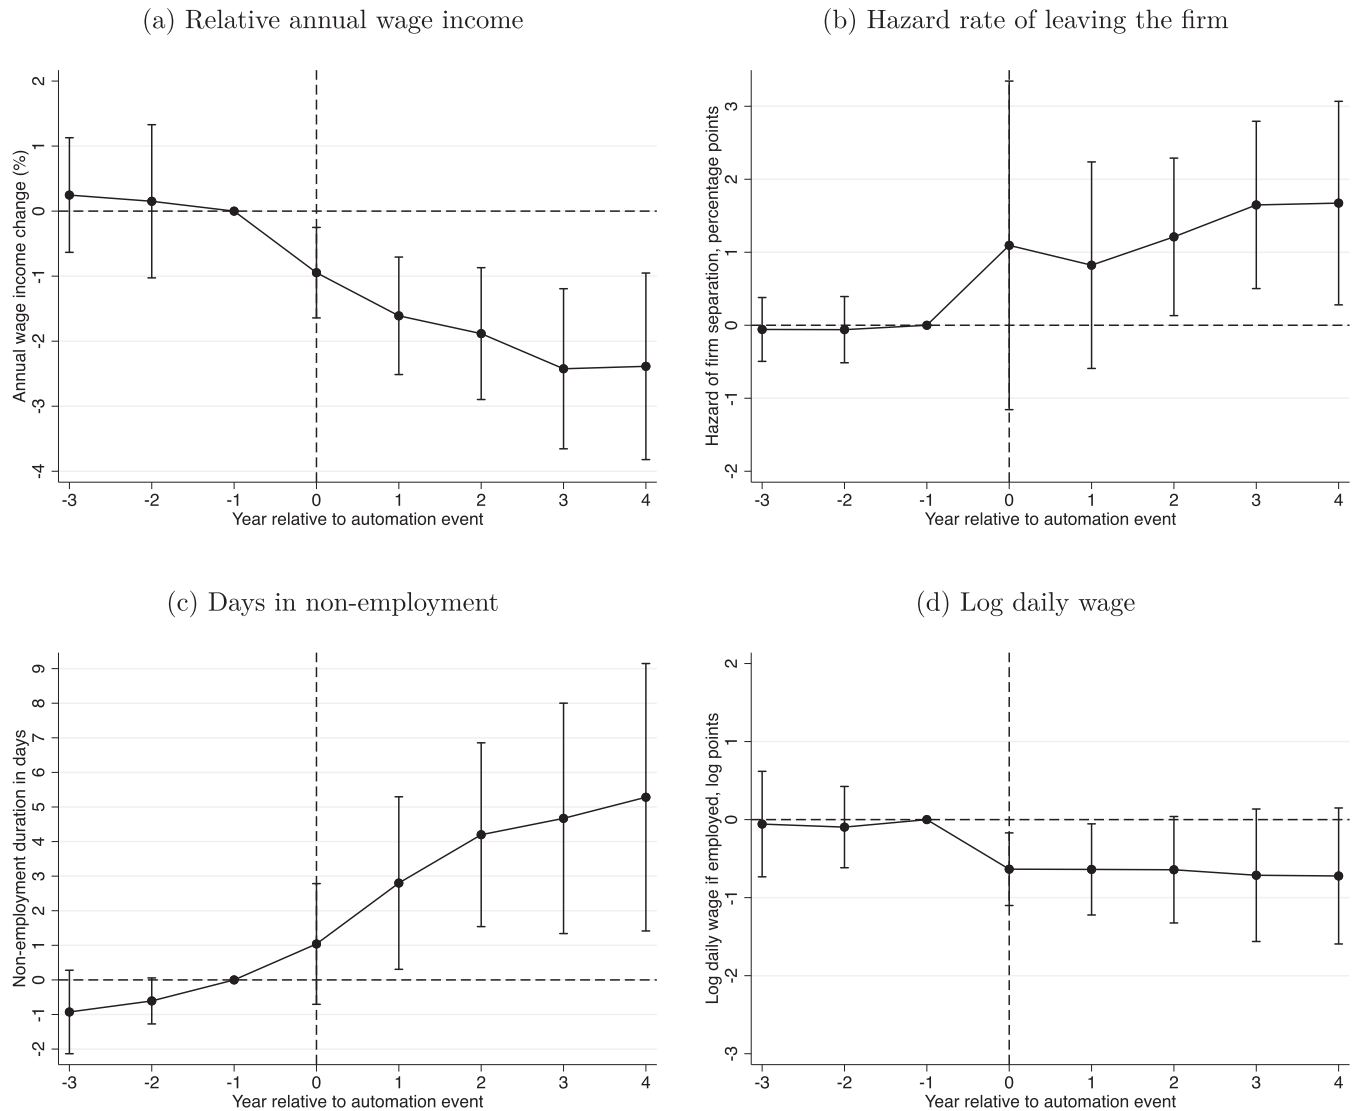 (a) Relative annual wage income
Annual wage income change (%)
2
1
0
-1
-2
-3
-4
-3 -2 -1 0 1 2 3 4
Year relative to automation event
(b) Hazard rate of leaving the firm
Hazard of firm separation, percentage points
3
2
1
0
-1
-2
-3 -2 -1 0 1 2 3 4
Year relative to automation event
(c) Days in non-employment
Non-employment duration in days
9
8
7
6
5
4
3
2
1
0
-1
-2
-3 -2 -1 0 1 2 3 4
Year relative to automation event
(d) Log daily wage
Log daily wage if employed, log points
2
1
0
-1
-2
-3
-3 -2 -1 0 1 2 3 4
Year relative to automation event